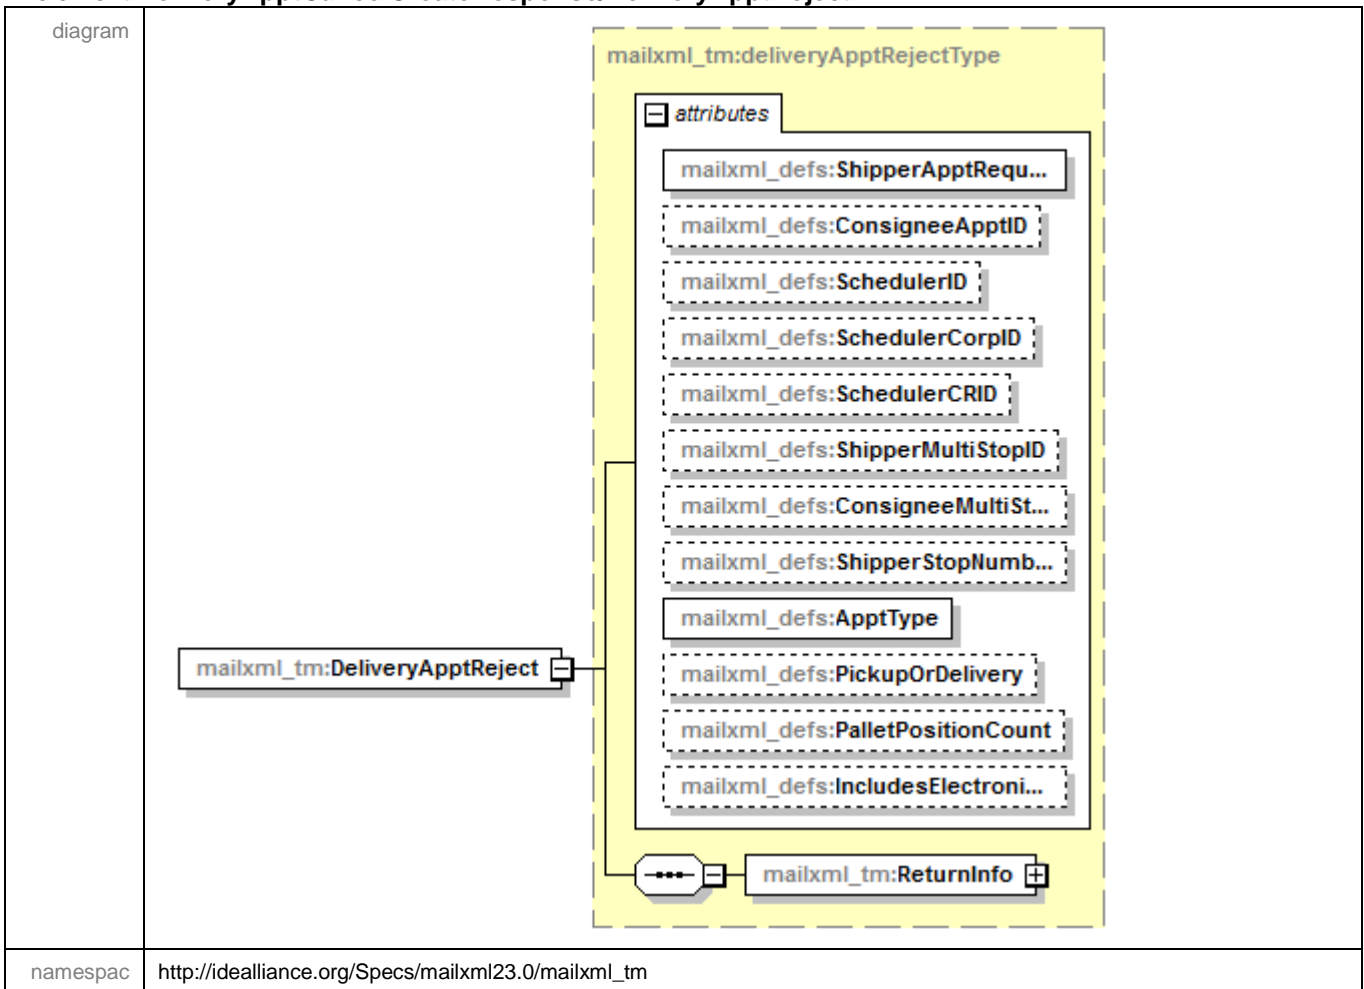 diagram
mailxml_tm:deliveryApptRejectType
attributes
mailxml_defs:ShipperApptRequ...
mailxml_defs:ConsigneeApptID
mailxml_defs:SchedulerID
mailxml_defs:SchedulerCorpID
mailxml_defs:SchedulerCRID
mailxml_defs:ShipperMultiStopID
mailxml_defs:ConsigneeMultiSt...
mailxml_defs:ShipperStopNumb...
mailxml_defs:ApptType
mailxml_tm:DeliveryApptReject
mailxml_defs:PickupOrDelivery
mailxml_defs:PalletPositionCount
mailxml_defs:IncludesElectroni...
mailxml_tm:ReturnInfo
namespac http://idealliance.org/Specs/mailxml23.0/mailxml_tm